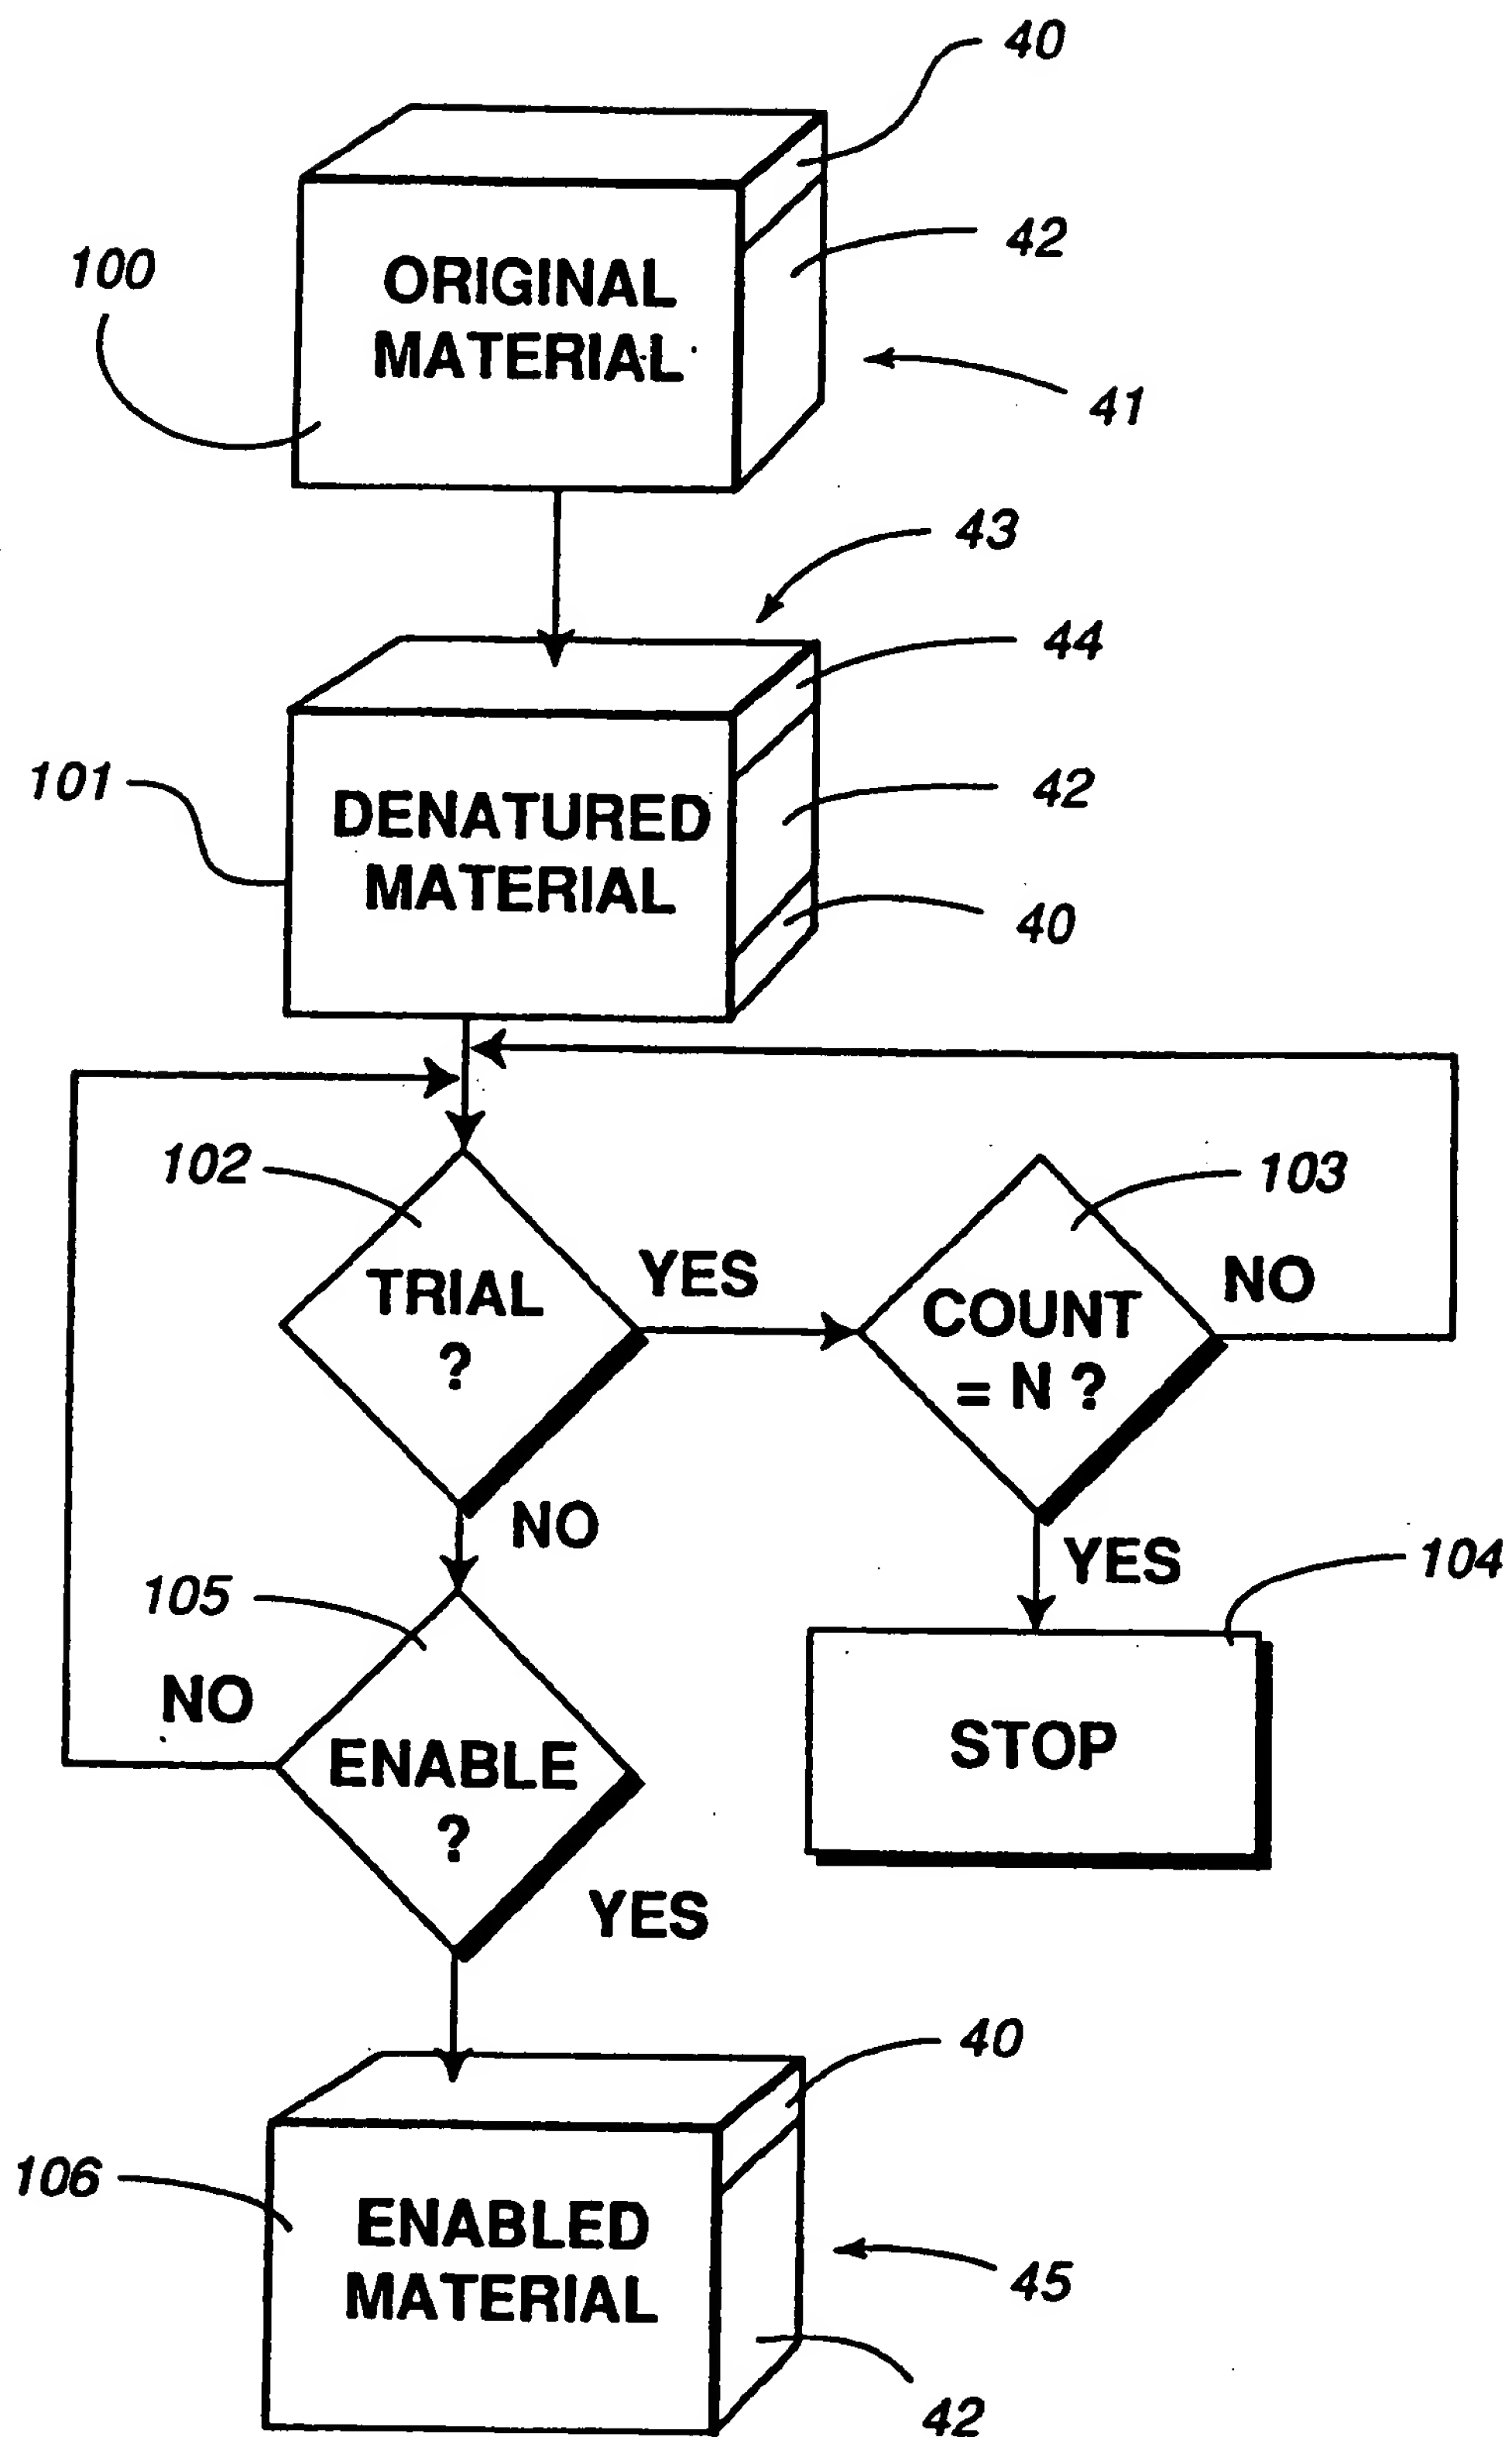 40
42
100
ORIGINAL
MATERIAL
41
43
44
101
DENATURED
MATERIAL
42
40
102
103
TRIAL
?
YES
COUNT
= N ?
NO
NO
YES
104
105
NO
ENABLE
?
STOP
YES
40
106
ENABLED
MATERIAL
45
42